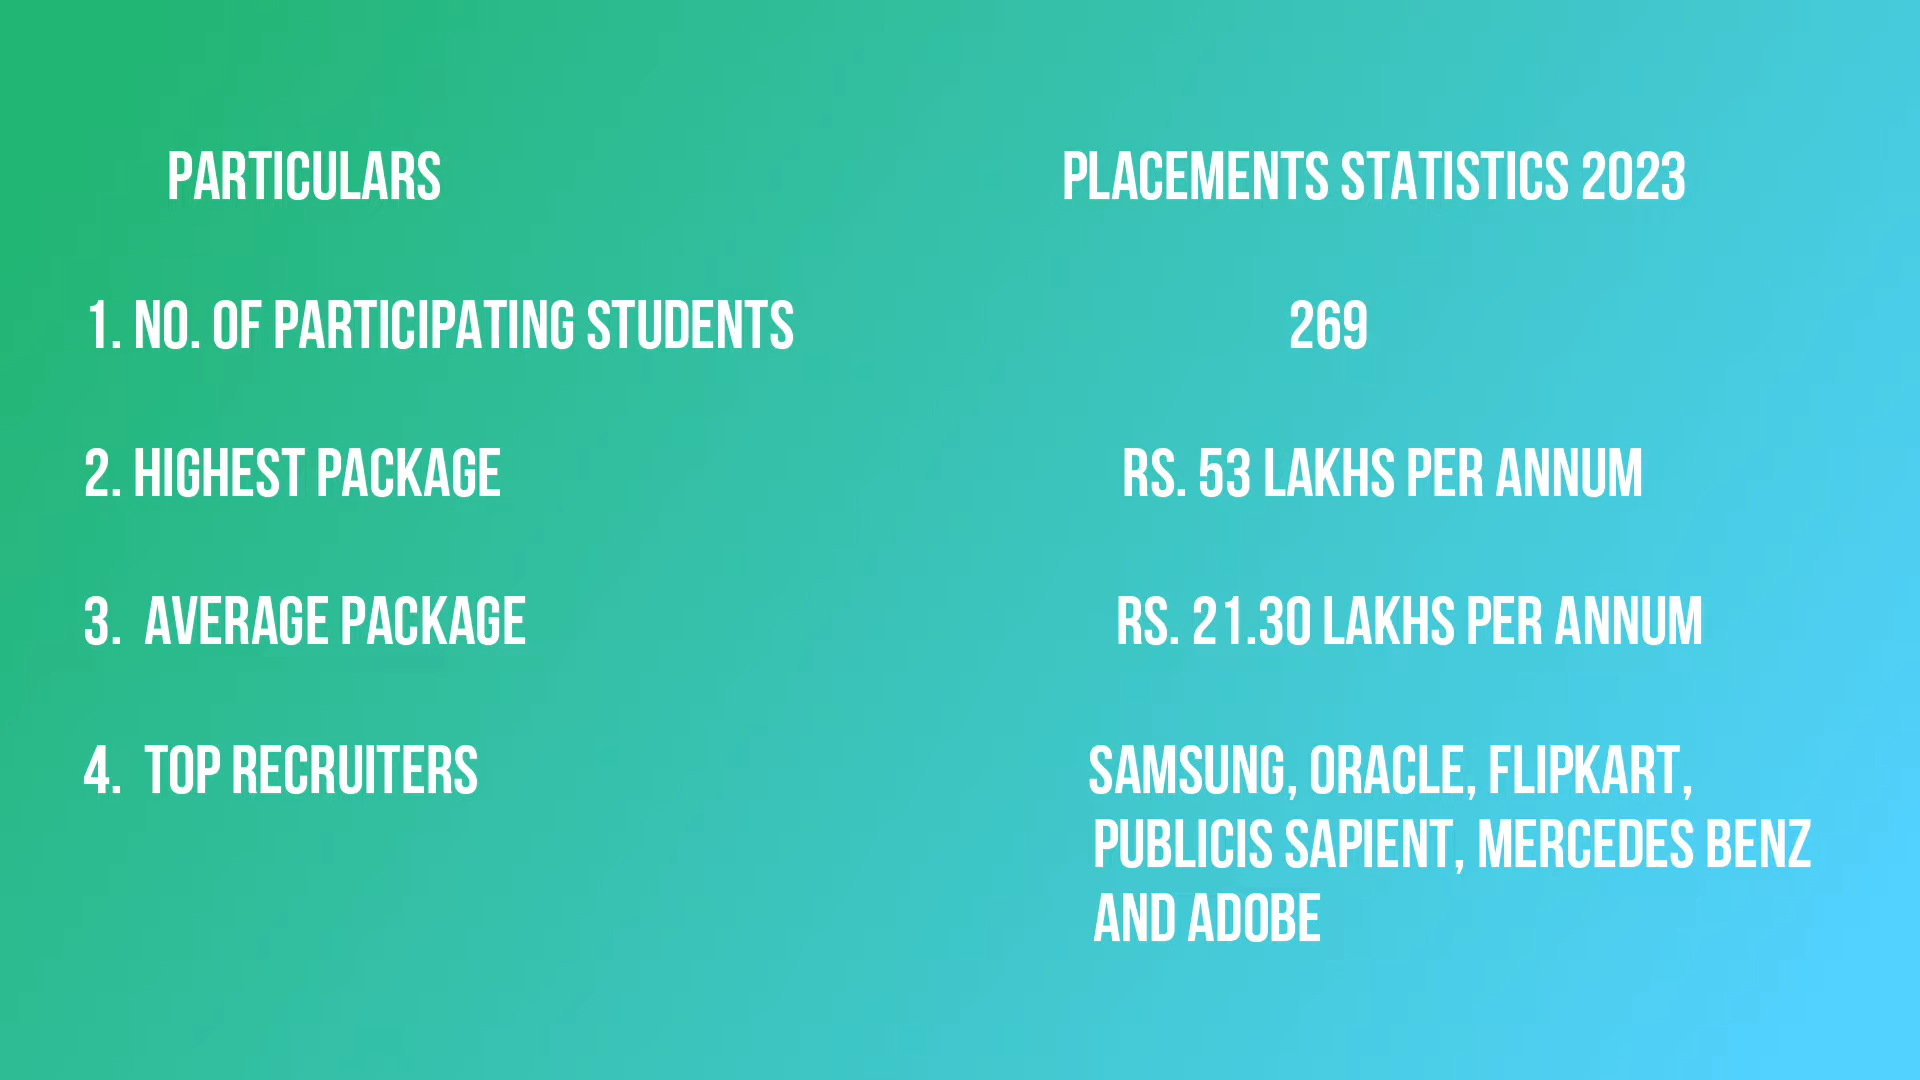 PARTICULARS PLACEMENTS STATISTICS 2023
1. NO. OF PARTICIPATING STUDENTS 269
2. HIGHEST PACKAGE RS. 53 LAKHS PER ANNUM
3. AVERAGE PACKAGE RS. 21.30 LAKHS PER ANNUM
4. TOP RECRUITERS SAMSUNG, ORACLE, FLIPKART,
PUBLICIS SAPIENT, MERCEDES BENZ
AND ADOBE